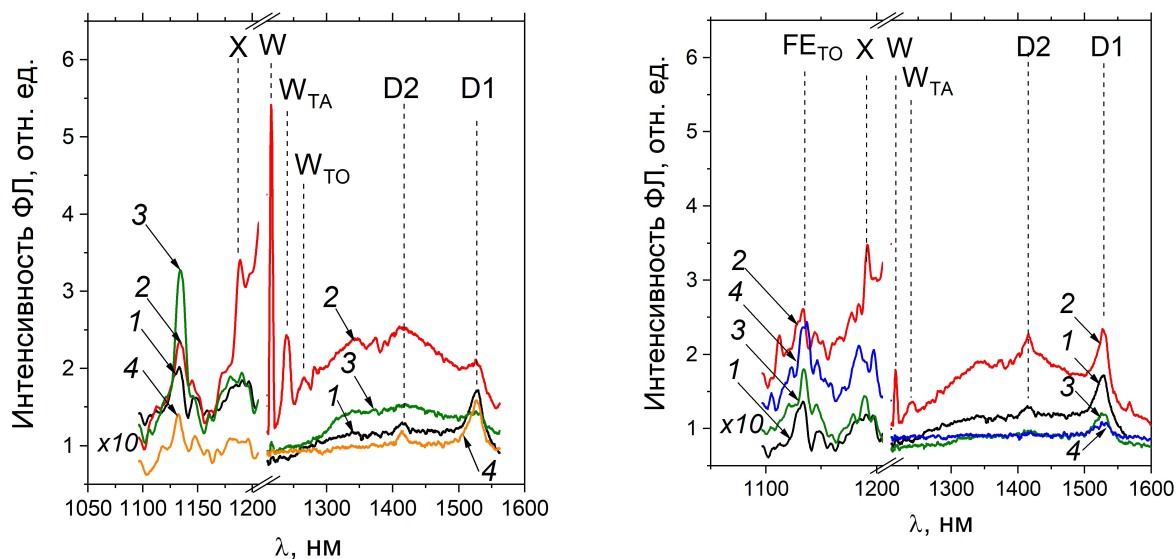 Интенсивность ФЛ, отн. ед.
6
5
4
3
2
1
X W
W_TA
W_TO
D2
D1
3
2
1
4
x10
2
3
1
4
1050 1100 1150 1200 1300 1400 1500 1600
λ, нм
Интенсивность ФЛ, отн. ед.
6
5
4
3
2
1
FE_TO
X W
W_TA
D2
D1
2
4
3
1
x10
2
1
3
4
1100 1200 1300 1400 1500 1600
λ, нм